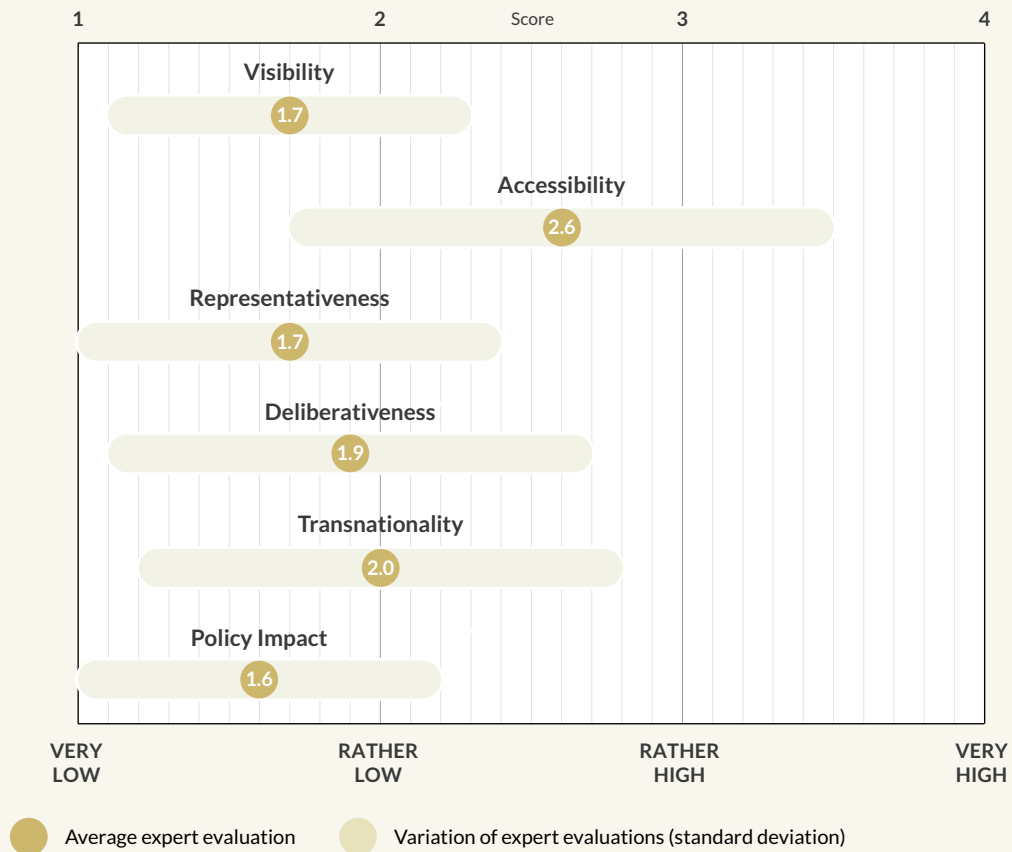 1 2 Score 3 4
Visibility
1.7
Accessibility
2.6
Representativeness
1.7
Deliberativeness
1.9
Transnationality
2.0
Policy Impact
1.6
VERY LOW
RATHER LOW
RATHER HIGH
VERY HIGH
Average expert evaluation
Variation of expert evaluations (standard deviation)